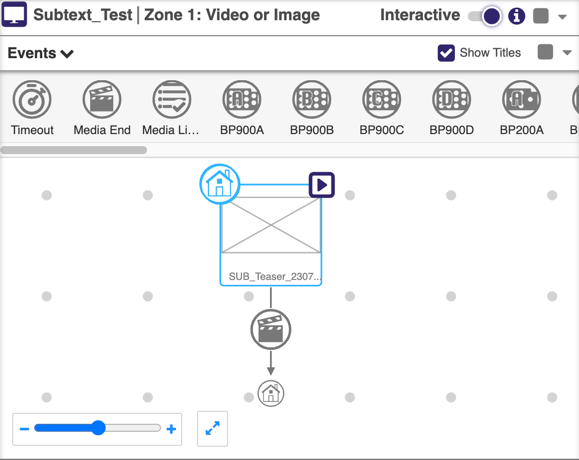 Subtext_Test | Zone 1: Video or Image
Interactive
Events
Show Titles
Timeout
Media End
Media Li...
BP900A
BP900B
BP900C
BP900D
BP200A
A
B
C
D
A
SUB_Teaser_2307...